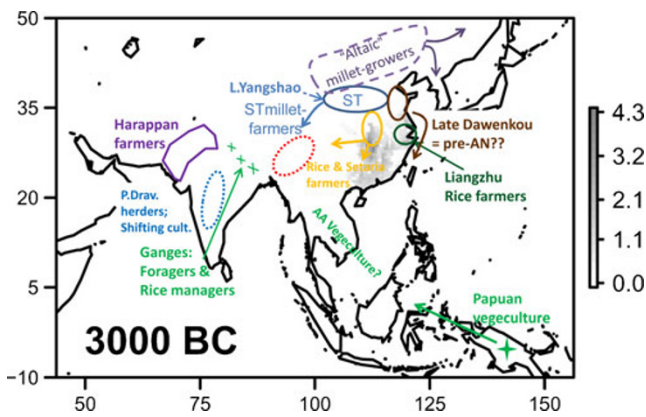 50
35
20
5
−10
50
75
100
125
150
4.3
3.2
2.1
1.1
0.0
"Altaic"
millet-growers
L.Yangshao
ST
STmillet-
farmers
Harappan
farmers
Late Dawenkou
= pre-AN??
Rice & Setaria
farmers
Liangzhu
Rice farmers
P.Drav.
herders;
Shifting cult.
Ganges:
Foragers &
Rice managers
AA Vegeculture?
Papuan
vegeculture
3000 BC